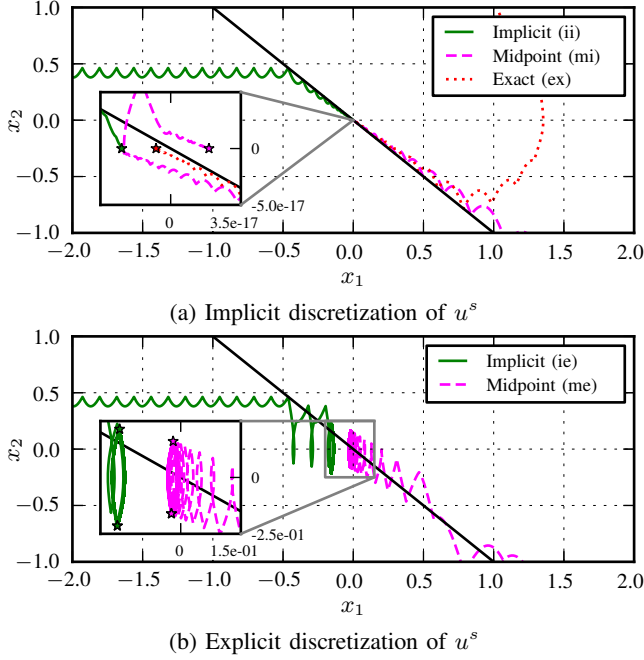 1.0
0.5
0.0
−0.5
−1.0
x₂
Implicit (ii)
Midpoint (mi)
Exact (ex)
0
-5.0e-17
0
3.5e-17
−2.0 −1.5 −1.0 −0.5 0.0 0.5 1.0 1.5 2.0
x₁
(a) Implicit discretization of uˢ
1.0
0.5
0.0
−0.5
−1.0
x₂
Implicit (ie)
Midpoint (me)
0
-2.5e-01
0
1.5e-01
−2.0 −1.5 −1.0 −0.5 0.0 0.5 1.0 1.5 2.0
x₁
(b) Explicit discretization of uˢ